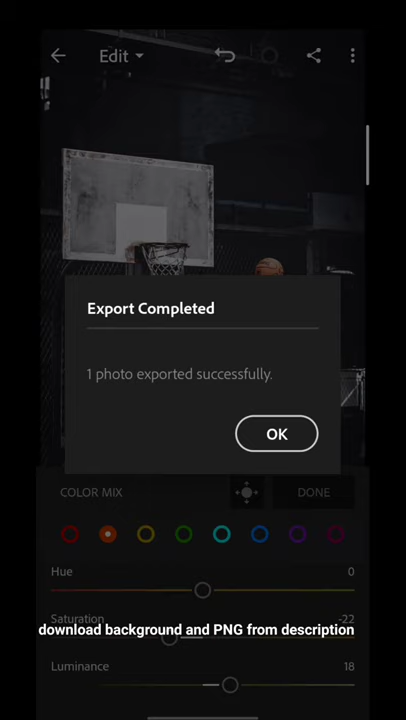 Edit
Export Completed
1 photo exported successfully.
OK
COLOR MIX
DONE
Hue 0
Saturation -22
download background and PNG from description
Luminance 18